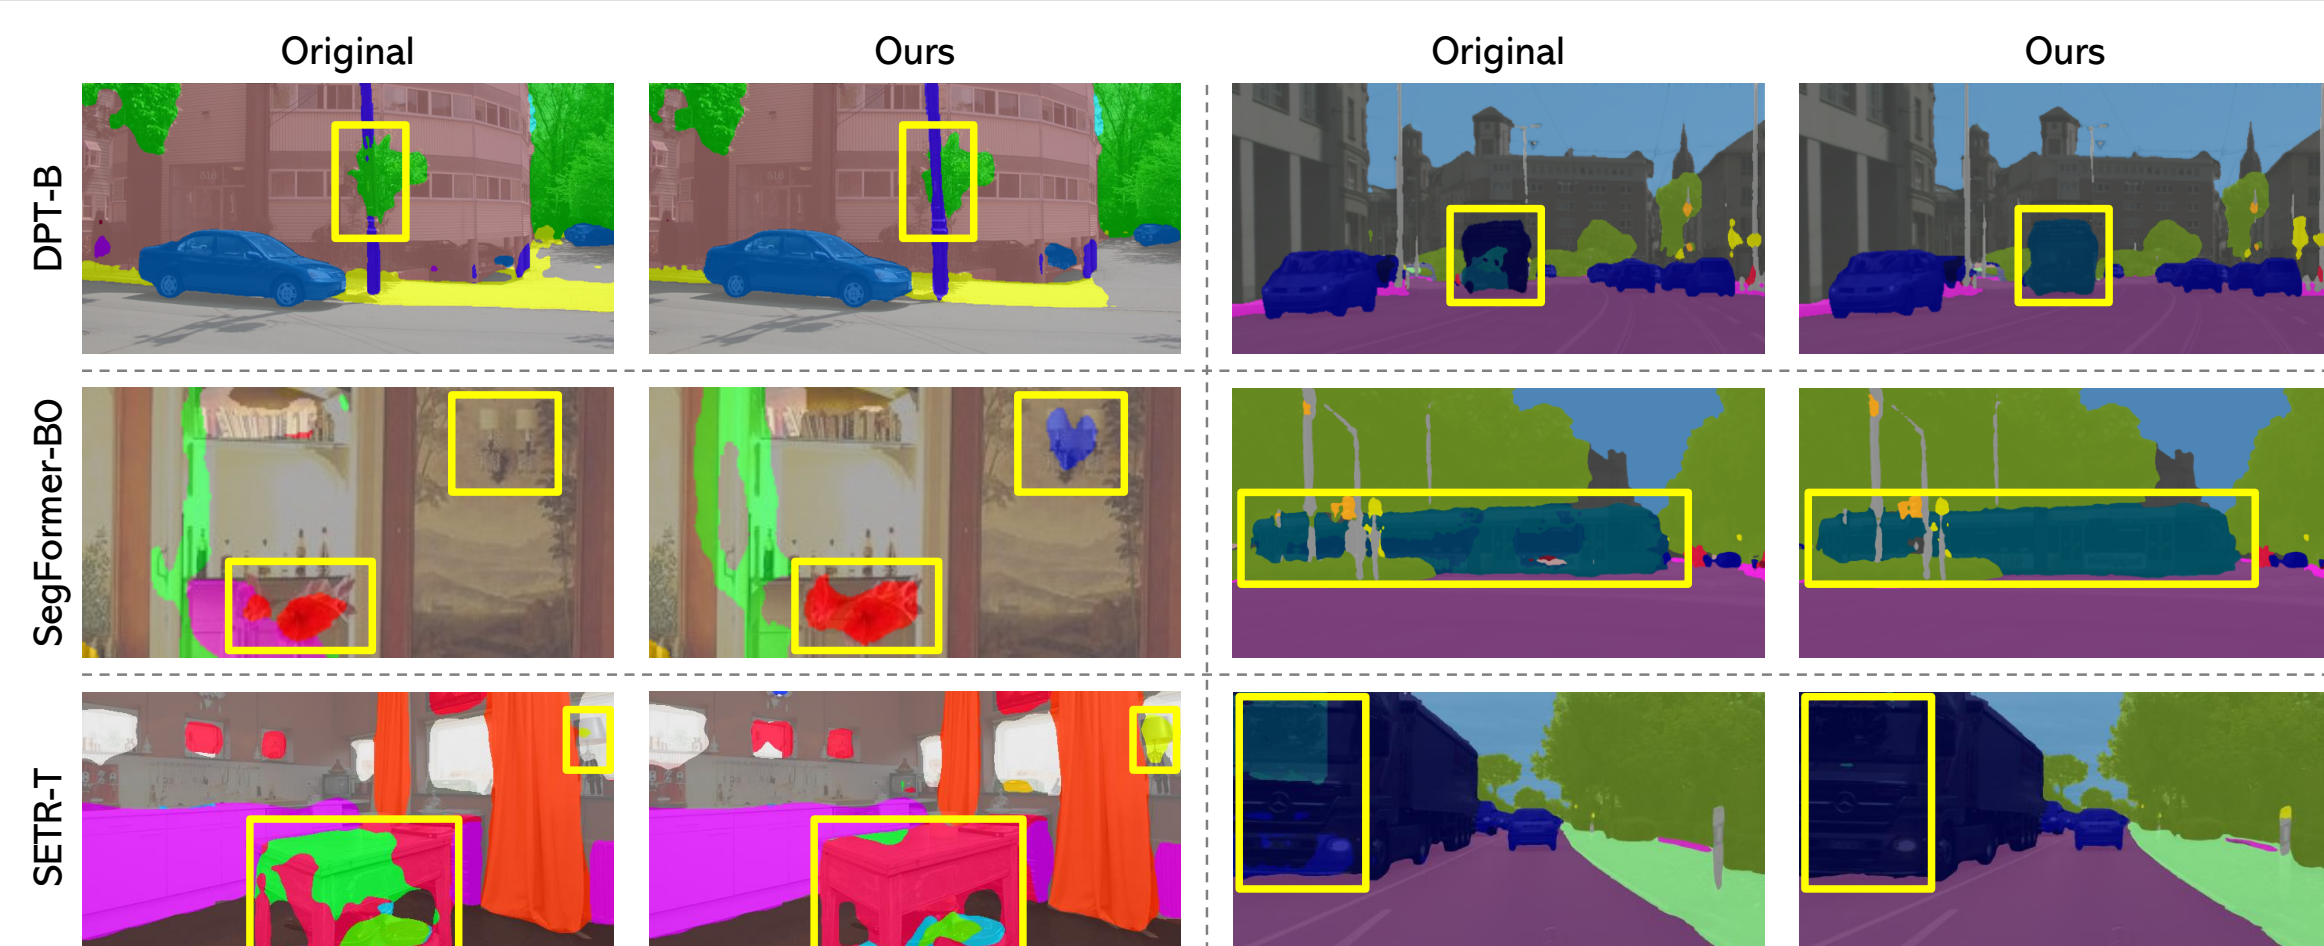 Original Ours Original Ours
DPT-B
SegFormer-B0
SETR-T